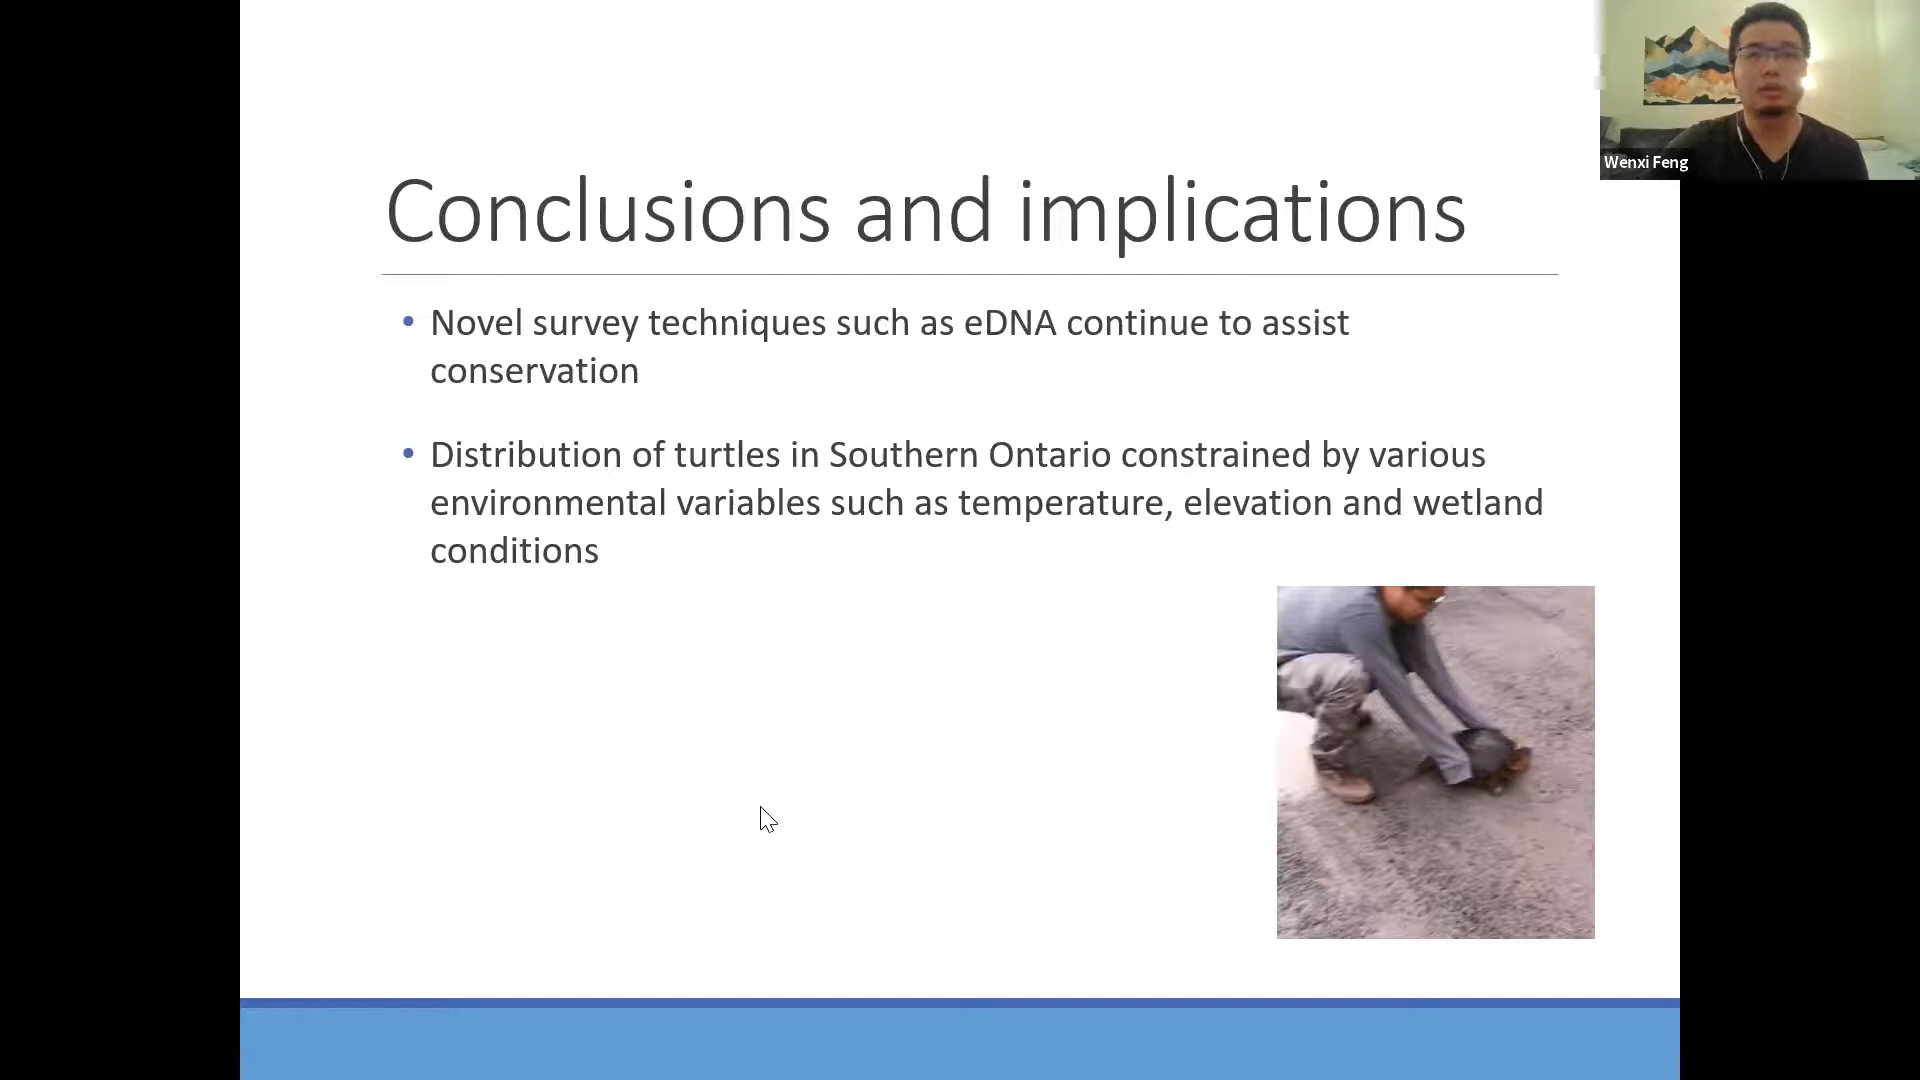 Wenxi Feng
Conclusions and implications
• Novel survey techniques such as eDNA continue to assist
conservation
• Distribution of turtles in Southern Ontario constrained by various
environmental variables such as temperature, elevation and wetland
conditions